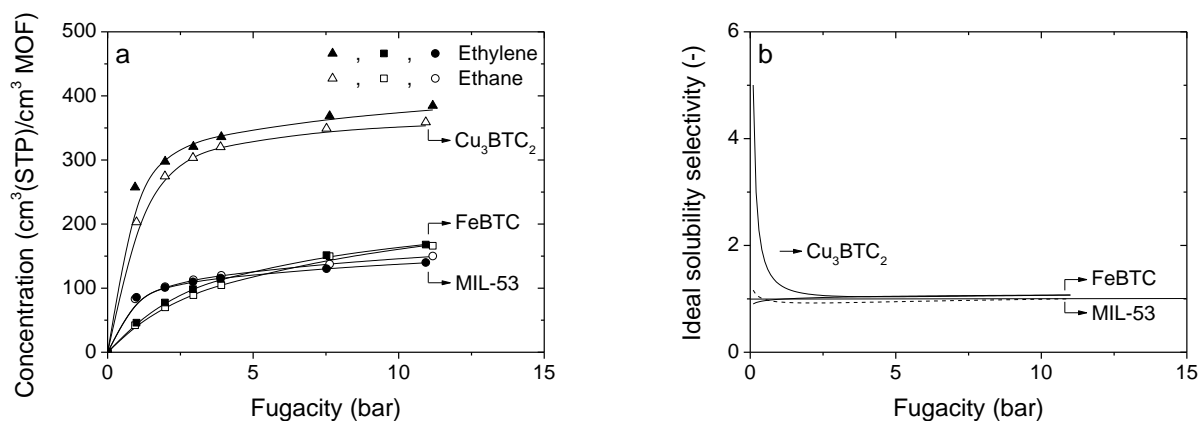 a
500
400
300
200
100
0
0
5
10
15
Concentration (cm³(STP)/cm³ MOF)
Fugacity (bar)
, , Ethylene
, , Ethane
Cu₃BTC₂
FeBTC
MIL-53
b
6
4
2
0
0
5
10
15
Ideal solubility selectivity (-)
Fugacity (bar)
Cu₃BTC₂
FeBTC
MIL-53